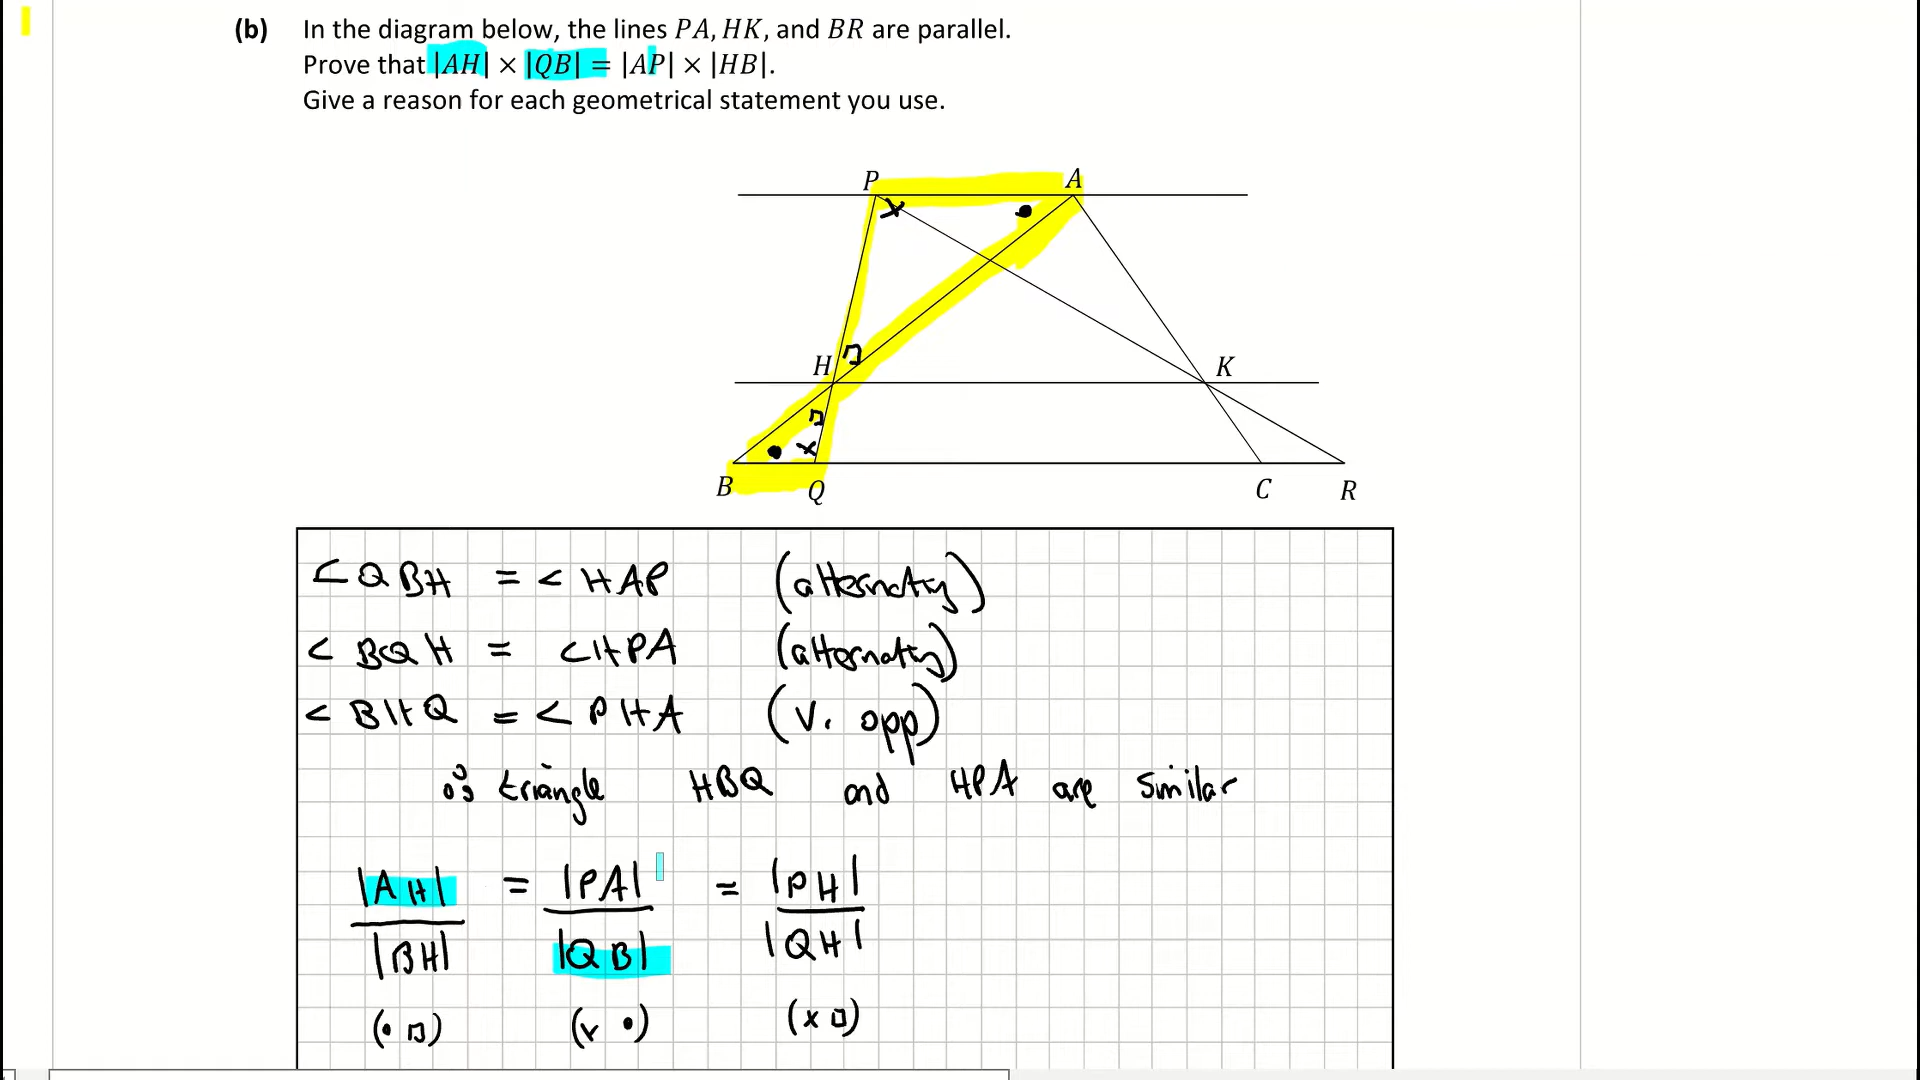 (b) In the diagram below, the lines PA, HK, and BR are parallel.
Prove that |AH| × |QB| = |AP| × |HB|.
Give a reason for each geometrical statement you use.
P A
H K
B Q C R
∠QBH = <HAP (alternating)
< BQH = <HPA (alternating)
< BHQ = < PHA (v. opp)
∴ triangle HBQ and HPA are similar
|AH| = |PA| = |PH|
|BH| |QB| |QH|
(• □) (x •) (x □)